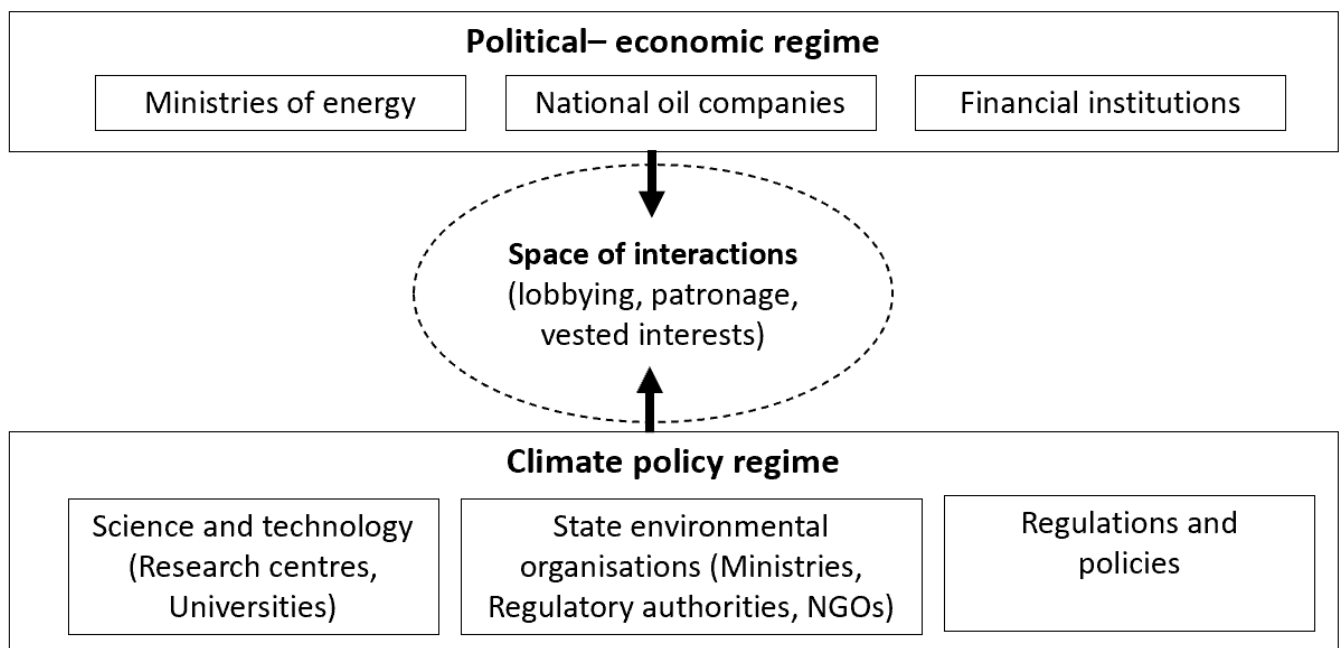 Political– economic regime
Ministries of energy
National oil companies
Financial institutions
Space of interactions
(lobbying, patronage,
vested interests)
Climate policy regime
Science and technology
(Research centres,
Universities)
State environmental
organisations (Ministries,
Regulatory authorities, NGOs)
Regulations and
policies